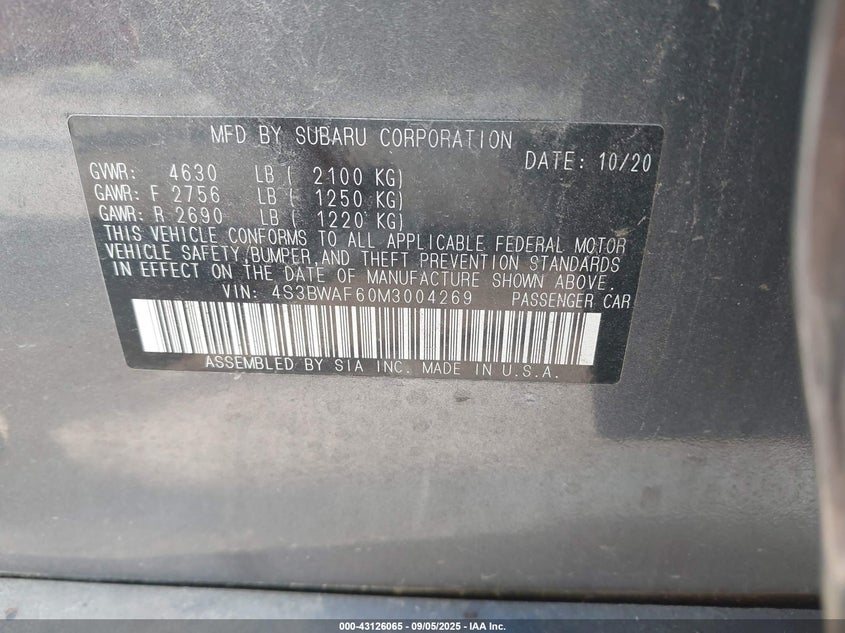 MFD BY SUBARU CORPORATION
DATE: 10/20
GVWR: 4630 LB ( 2100 KG)
GAWR: F 2756 LB ( 1250 KG)
GAWR: R 2690 LB ( 1220 KG)
THIS VEHICLE CONFORMS TO ALL APPLICABLE FEDERAL MOTOR
VEHICLE SAFETY,BUMPER,AND THEFT PREVENTION STANDARDS
IN EFFECT ON THE DATE OF MANUFACTURE SHOWN ABOVE.
VIN: 4S3BWAF60M3004269 PASSENGER CAR
ASSEMBLED BY SIA INC. MADE IN U.S.A.
000-43126065 - 09/05/2025 - IAA Inc.